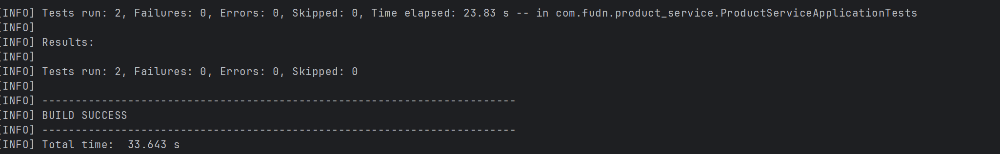 [INFO] Tests run: 2, Failures: 0, Errors: 0, Skipped: 0, Time elapsed: 23.83 s -- in com.fudn.product_service.ProductServiceApplicationTests
[INFO]
[INFO] Results:
[INFO]
[INFO] Tests run: 2, Failures: 0, Errors: 0, Skipped: 0
[INFO]
[INFO] ------------------------------------------------------------------------
[INFO] BUILD SUCCESS
[INFO] ------------------------------------------------------------------------
[INFO] Total time:  33.643 s